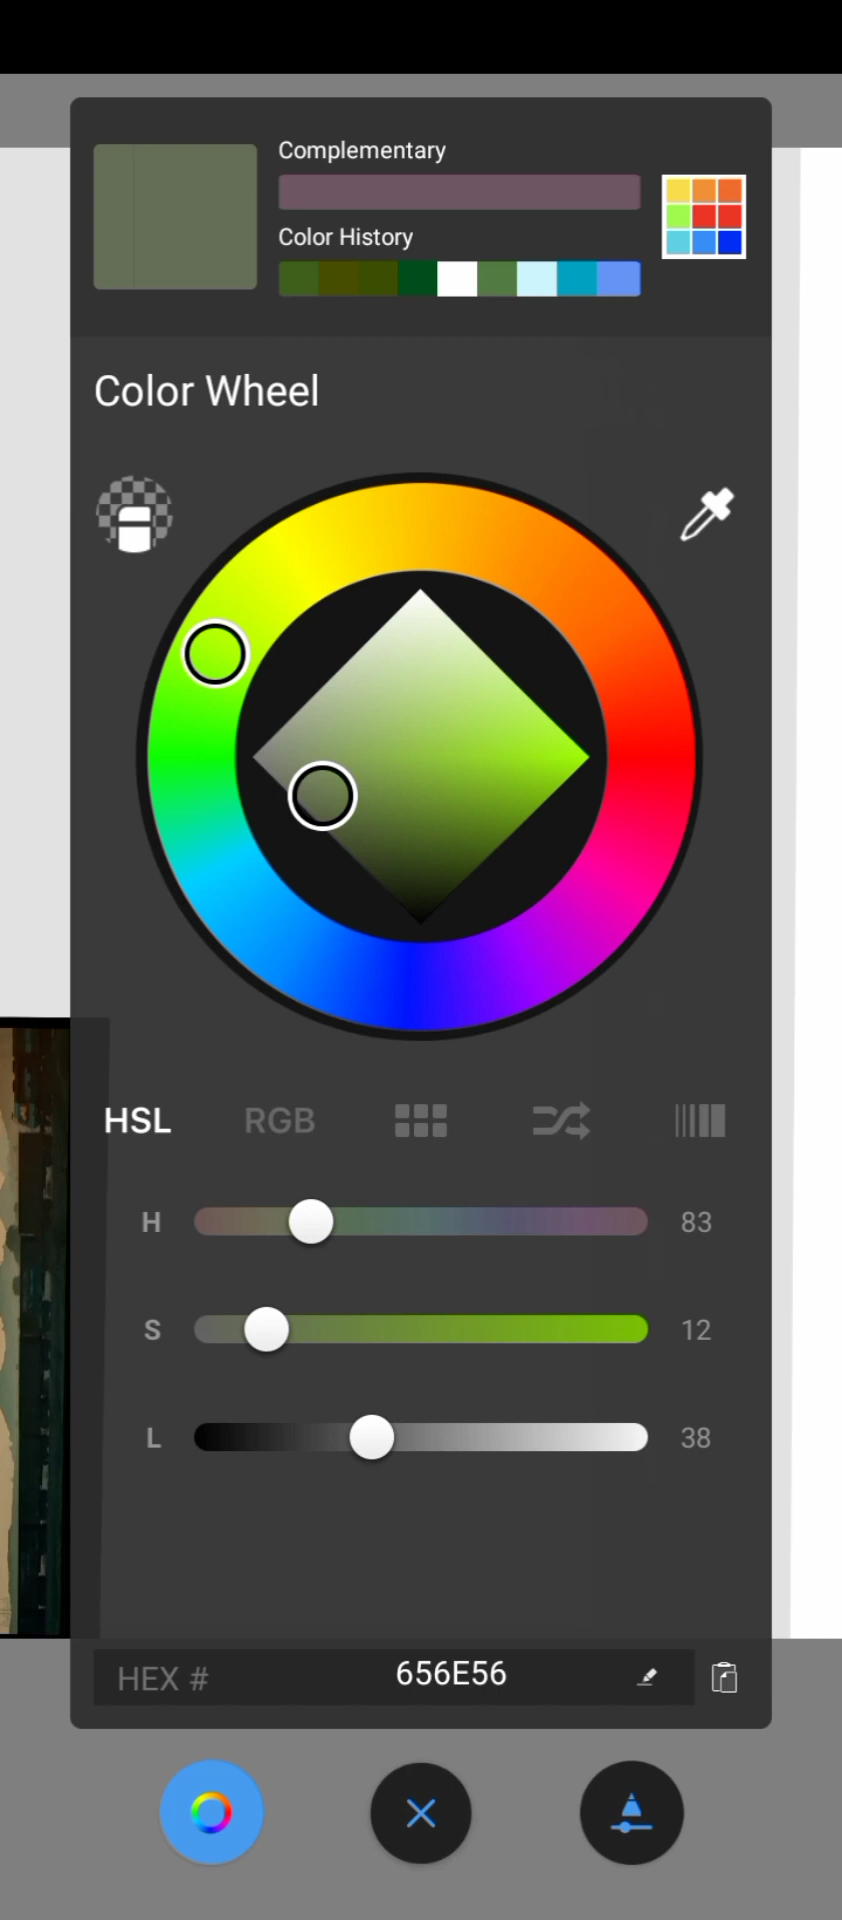 Complementary
Color History
Color Wheel
HSL RGB
H 83
S 12
L 38
HEX # 656E56